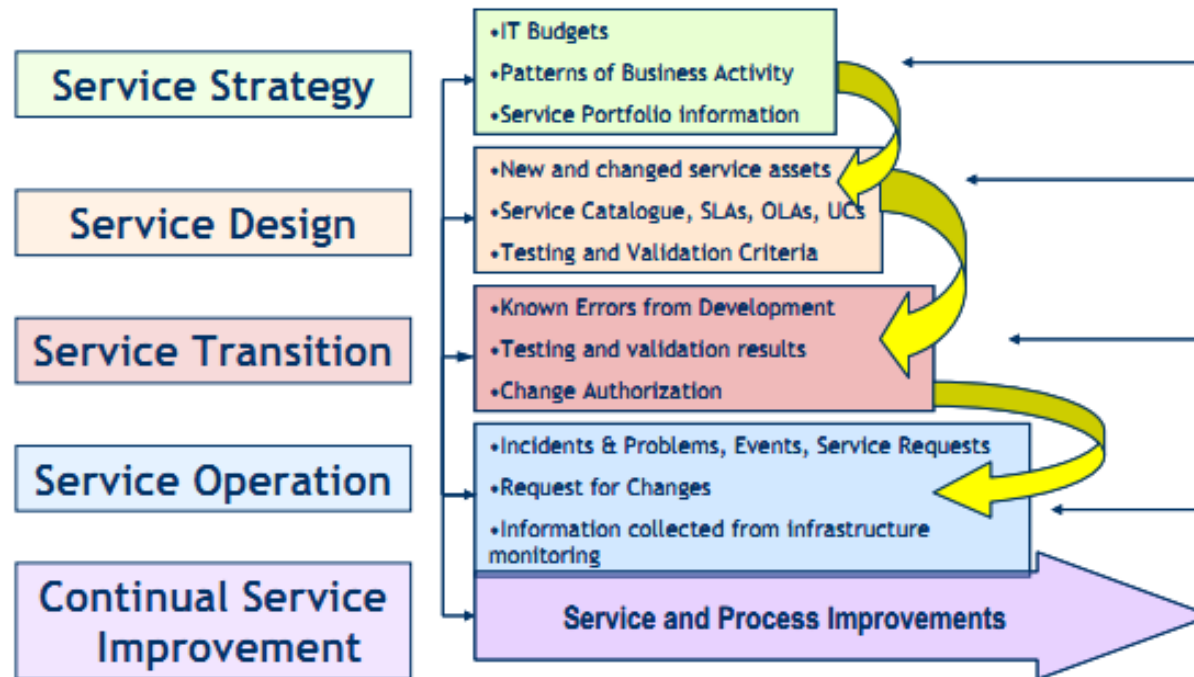 Service Strategy
•IT Budgets
•Patterns of Business Activity
•Service Portfolio information
Service Design
•New and changed service assets
•Service Catalogue, SLAs, OLAs, UCs
•Testing and Validation Criteria
Service Transition
•Known Errors from Development
•Testing and validation results
•Change Authorization
Service Operation
•Incidents & Problems, Events, Service Requests
•Request for Changes
•Information collected from infrastructure
monitoring
Continual Service
Improvement
Service and Process Improvements